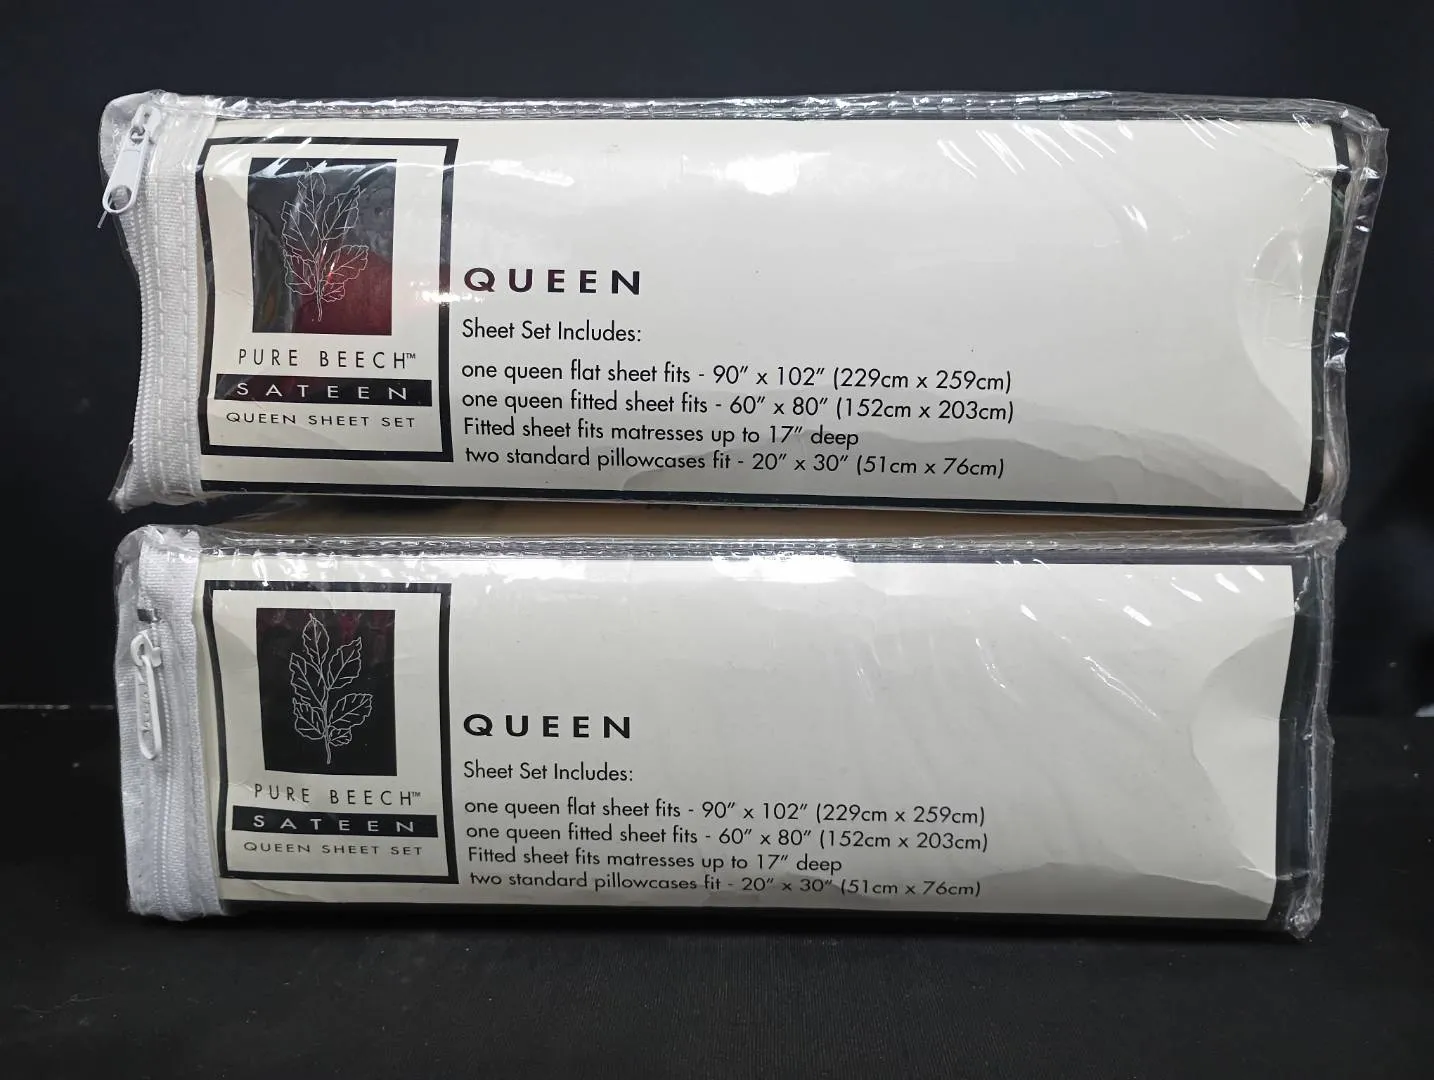 PURE BEECH™
SATEEN
QUEEN SHEET SET
QUEEN
Sheet Set Includes:
one queen flat sheet fits - 90" x 102" (229cm x 259cm)
one queen fitted sheet fits - 60" x 80" (152cm x 203cm)
Fitted sheet fits matresses up to 17" deep
two standard pillowcases fit - 20" x 30" (51cm x 76cm)
PURE BEECH™
SATEEN
QUEEN SHEET SET
QUEEN
Sheet Set Includes:
one queen flat sheet fits - 90" x 102" (229cm x 259cm)
one queen fitted sheet fits - 60" x 80" (152cm x 203cm)
Fitted sheet fits matresses up to 17" deep
two standard pillowcases fit - 20" x 30" (51cm x 76cm)